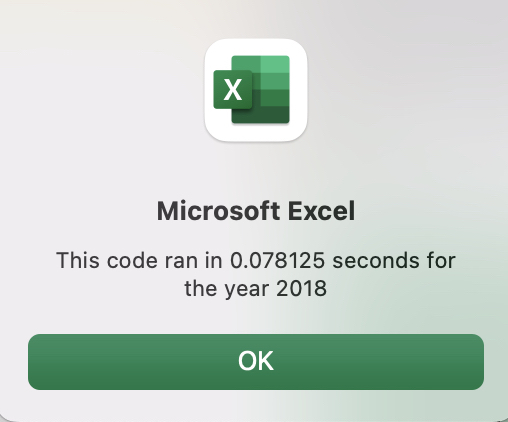 X
Microsoft Excel
This code ran in 0.078125 seconds for
the year 2018
OK